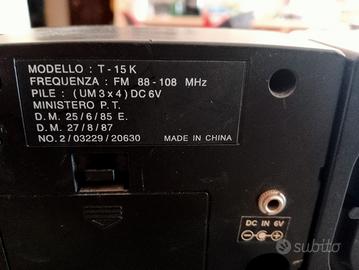 MODELLO : T - 15 K
FREQUENZA : FM 88 - 108 MHz
PILE : ( UM 3 x 4 ) DC 6V
MINISTERO P. T.
D. M. 25 / 6 / 85 E.
D. M. 27 / 8 / 87
NO. 2 / 03229 / 20630 MADE IN CHINA
DC IN 6V
subito